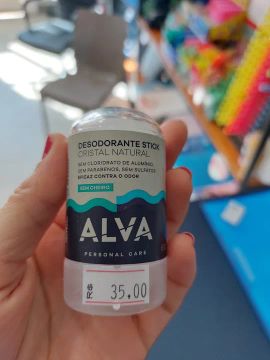 DESODORANTE STICK
CRISTAL NATURAL
SEM CLORIDRATO DE ALUMÍNIO,
SEM PARABENOS, SEM SULFATOS
EFICAZ CONTRA O ODOR
SEM CHEIRO
ALVA
PERSONAL CARE
R$ 35,00